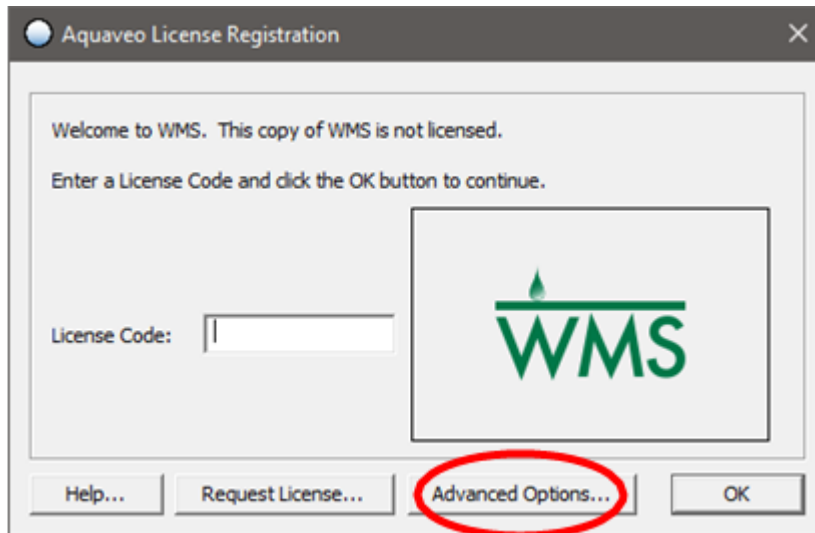 Aquaveo License Registration
Welcome to WMS. This copy of WMS is not licensed.
Enter a License Code and click the OK button to continue.
WMS
License Code:
Help...
Request License...
Advanced Options...
OK